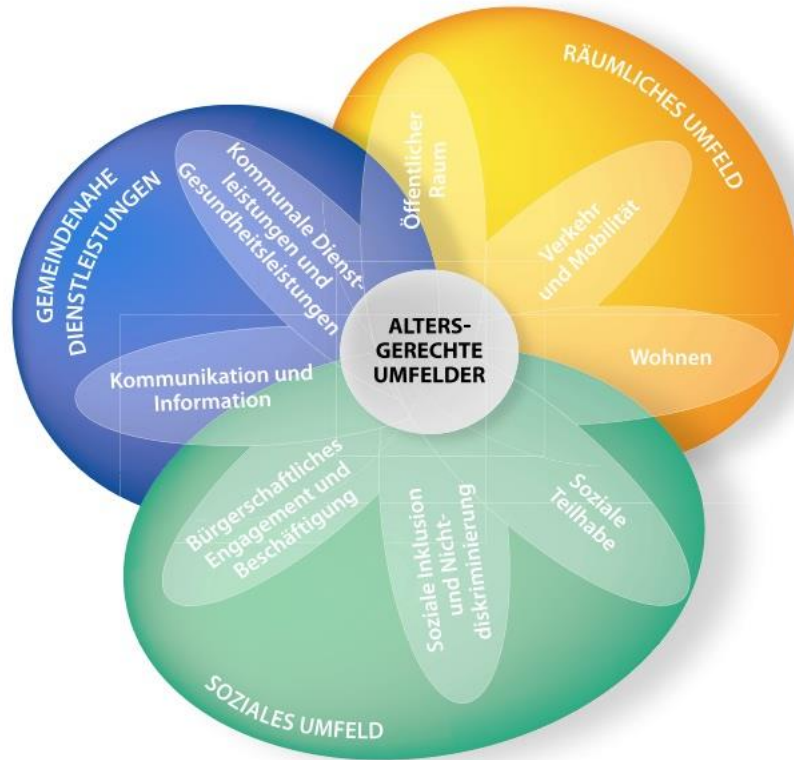 RÄUMLICHES UMFELD
Öffentlicher
Raum
Verkehr
und Mobilität
Wohnen
GEMEINDENAHE
DIENSTLEISTUNGEN
Kommunale Dienst-
leistungen und
Gesundheitsleistungen
Kommunikation und
Information
ALTERS-
GERECHTE
UMFELDER
Bürgerschaftliches
Engagement und
Beschäftigung
Soziale Inklusion
und Nicht-
diskriminierung
Soziale
Teilhabe
SOZIALES UMFELD